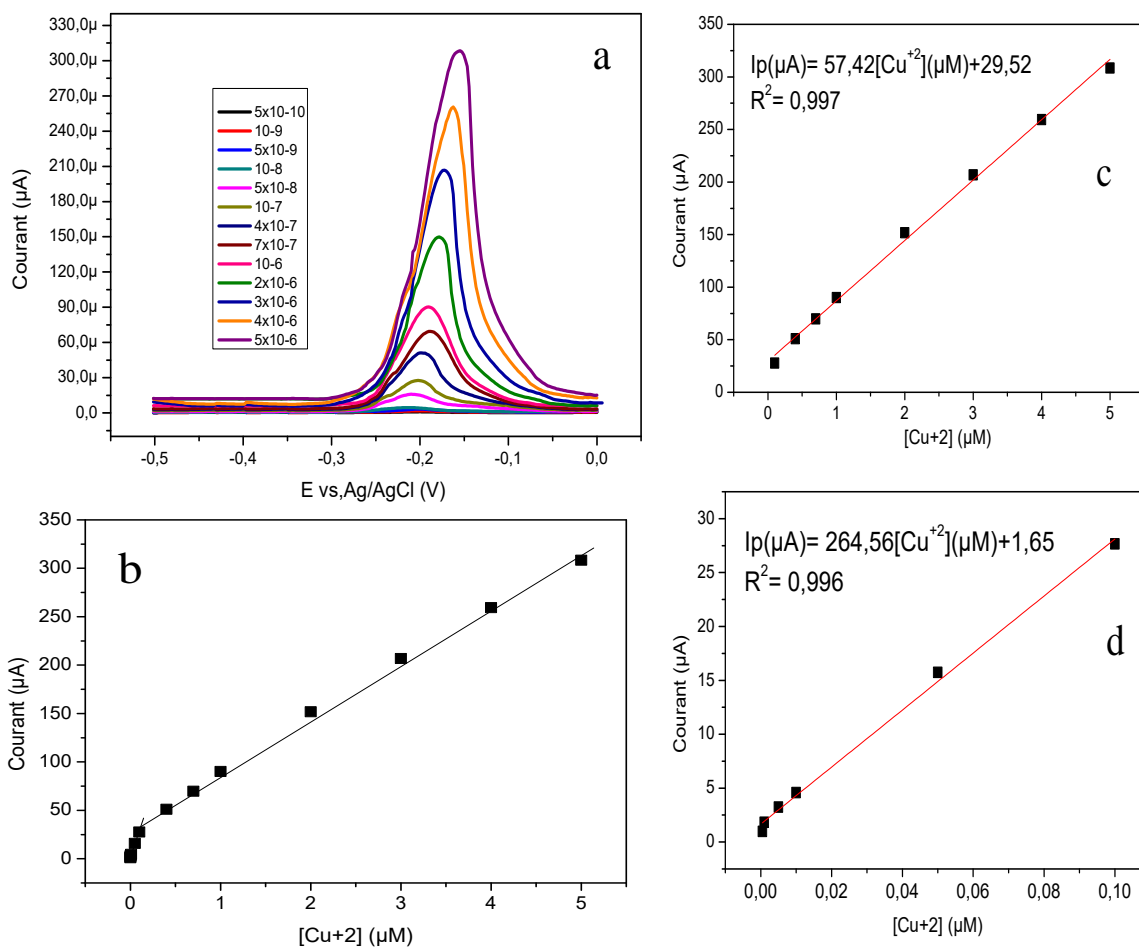 a
330,0µ
300,0µ
270,0µ
240,0µ
210,0µ
180,0µ
150,0µ
120,0µ
90,0µ
60,0µ
30,0µ
0,0
Courant (µA)
5x10-10
10-9
5x10-9
10-8
5x10-8
10-7
4x10-7
7x10-7
10-6
2x10-6
3x10-6
4x10-6
5x10-6
-0,5 -0,4 -0,3 -0,2 -0,1 0,0
E vs,Ag/AgCl (V)
c
Ip(µA)= 57,42[Cu+2](µM)+29,52
R2= 0,997
350
300
250
200
150
100
50
0
Courant (µA)
0 1 2 3 4 5
[Cu+2] (µM)
b
350
300
250
200
150
100
50
0
Courant (µA)
0 1 2 3 4 5
[Cu+2] (µM)
d
Ip(µA)= 264,56[Cu+2](µM)+1,65
R2= 0,996
30
25
20
15
10
5
0
Courant (µA)
0,00 0,02 0,04 0,06 0,08 0,10
[Cu+2] (µM)